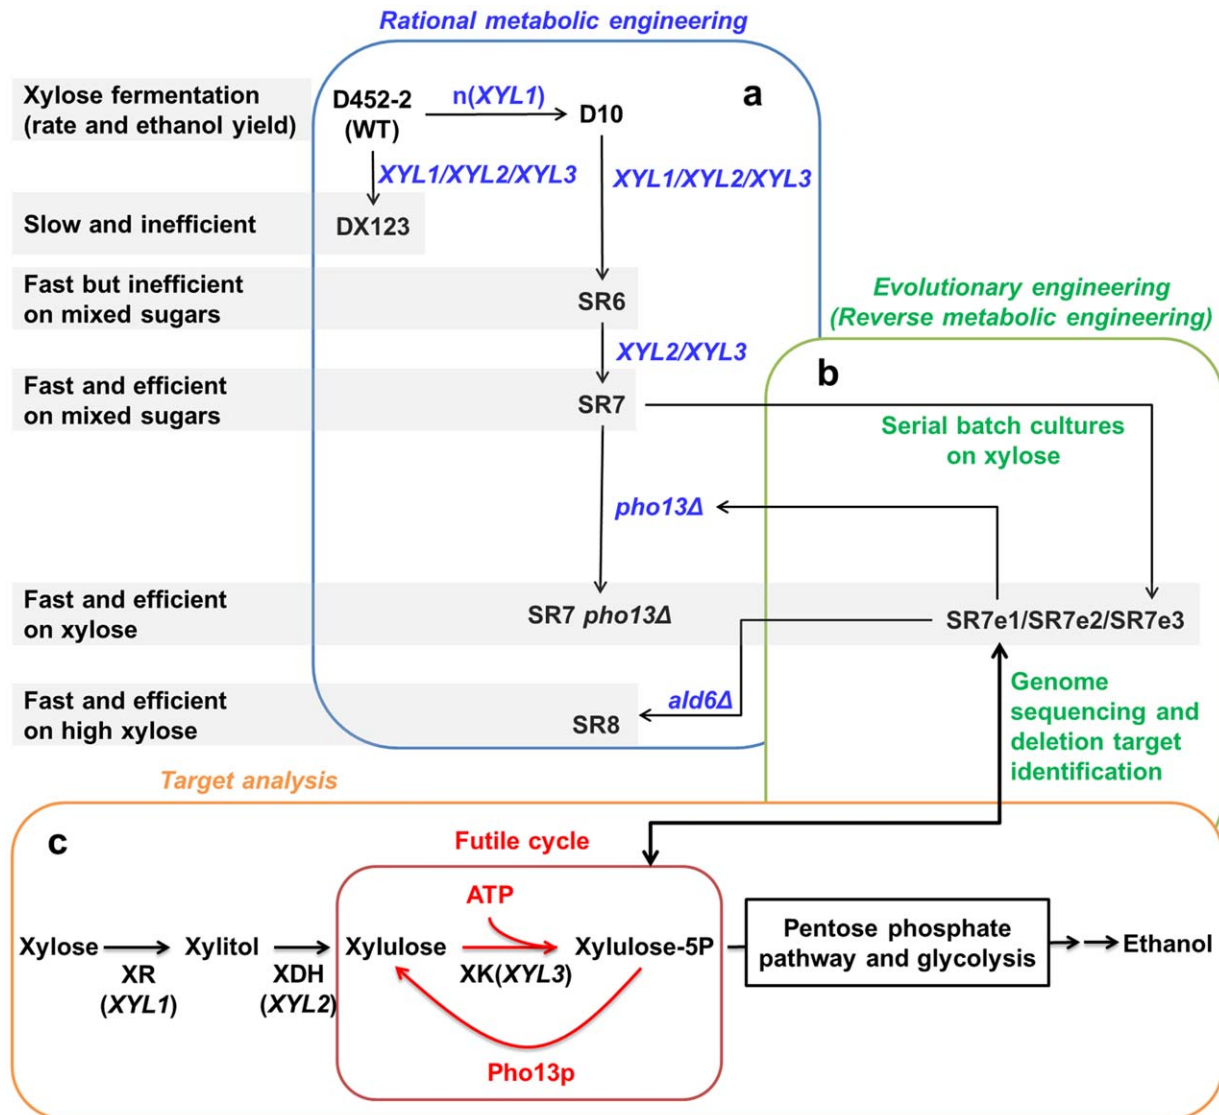 Rational metabolic engineering
a
Xylose fermentation
(rate and ethanol yield)
D452-2
(WT)
n(XYL1)
D10
XYL1/XYL2/XYL3
XYL1/XYL2/XYL3
Slow and inefficient
DX123
Fast but inefficient
on mixed sugars
SR6
XYL2/XYL3
Fast and efficient
on mixed sugars
SR7
Evolutionary engineering
(Reverse metabolic engineering)
b
Serial batch cultures
on xylose
pho13Δ
Fast and efficient
on xylose
SR7 pho13Δ
SR7e1/SR7e2/SR7e3
Fast and efficient
on high xylose
SR8
ald6Δ
Genome
sequencing and
deletion target
identification
Target analysis
c
Futile cycle
ATP
Xylose
Xylitol
Xylulose
Xylulose-5P
Pentose phosphate
pathway and glycolysis
Ethanol
XR
(XYL1)
XDH
(XYL2)
XK(XYL3)
Pho13p